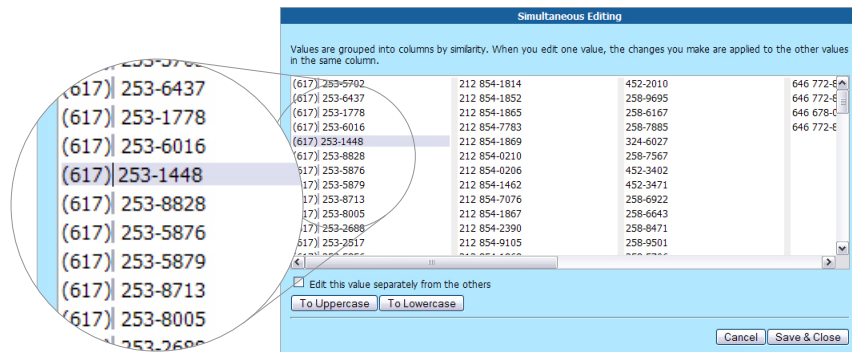 Simultaneous Editing
Values are grouped into columns by similarity. When you edit one value, the changes you make are applied to the other values
in the same column.
(617) 253-5702 212 854-1814 452-2010 646 772-
(617) 253-6437 212 854-1852 258-9695 646 772-
(617) 253-1778 212 854-1865 258-6167 646 678-
(617) 253-6016 212 854-7783 258-7885 646 772-
(617) 253-1448 212 854-1869 324-6027
(617) 253-8828 212 854-0210 258-7567
(617) 253-5876 212 854-0206 452-3402
(617) 253-5879 212 854-1462 452-3471
(617) 253-8713 212 854-7076 258-6922
(617) 253-8005 212 854-1867 258-6643
(617) 253-2688 212 854-2390 258-8471
(617) 253-2517 212 854-9105 258-9501
Edit this value separately from the others
To Uppercase To Lowercase
Cancel Save & Close
(617) 253-6437
(617) 253-1778
(617) 253-6016
(617) 253-1448
(617) 253-8828
(617) 253-5876
(617) 253-5879
(617) 253-8713
(617) 253-8005